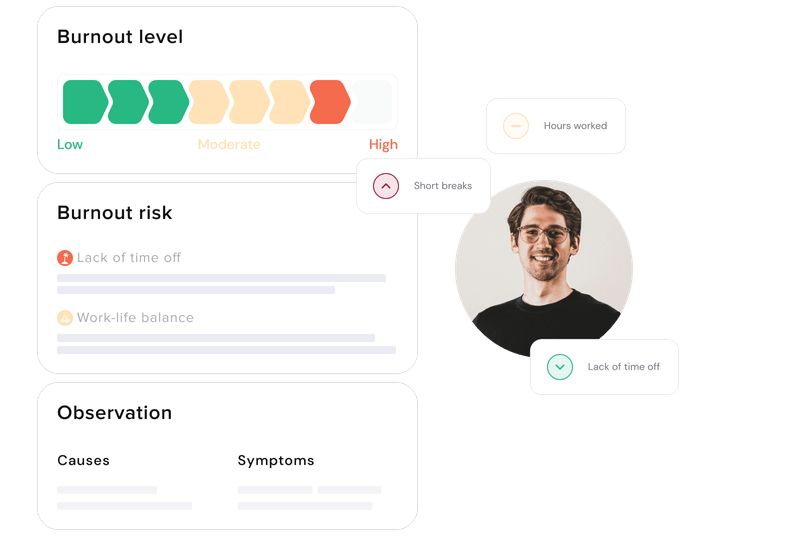 Burnout level
Low
Moderate
High
Burnout risk
Lack of time off
Work-life balance
Observation
Causes
Symptoms
Hours worked
Short breaks
Lack of time off